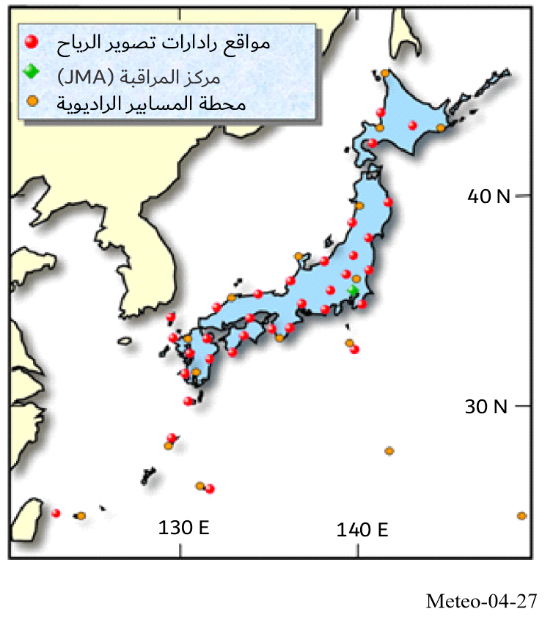 مواقع رادارات تصوير الرياح
مركز المراقبة (JMA)
محطة المسابير الراديوية
40 N
30 N
130 E
140 E
Meteo-04-27